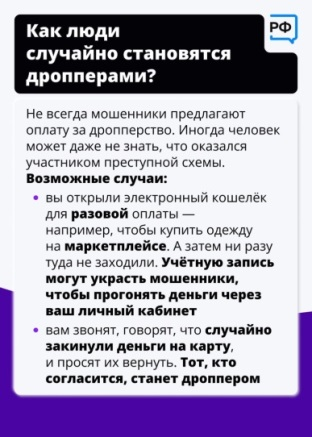 Как люди
случайно становятся
дропперами?
РФ
Не всегда мошенники предлагают
оплату за дропперство. Иногда человек
может даже не знать, что оказался
участником преступной схемы.
Возможные случаи:
• вы открыли электронный кошелёк
для разовой оплаты —
например, чтобы купить одежду
на маркетплейсе. А затем ни разу
туда не заходили. Учётную запись
могут украсть мошенники,
чтобы прогонять деньги через
ваш личный кабинет
• вам звонят, говорят, что случайно
закинули деньги на карту,
и просят их вернуть. Тот, кто
согласится, станет дроппером